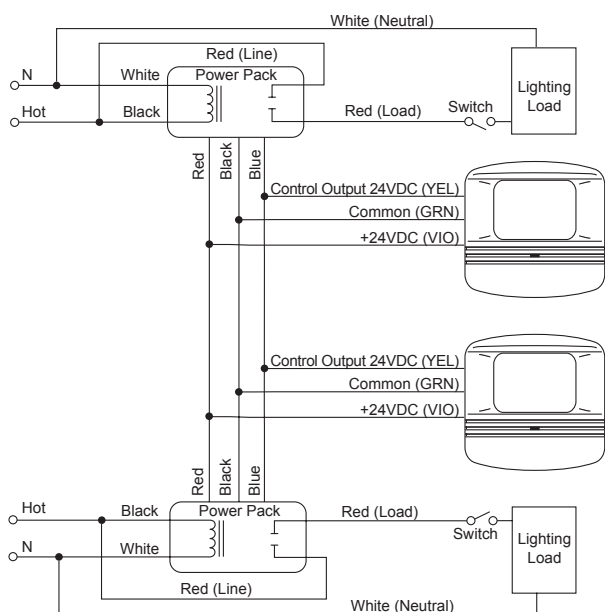 White (Neutral)
Red (Line)
N
White
Power Pack
Lighting
Load
Hot
Black
Red (Load)
Switch
Red
Black
Blue
Control Output 24VDC (YEL)
Common (GRN)
+24VDC (VIO)
Control Output 24VDC (YEL)
Common (GRN)
+24VDC (VIO)
Red
Black
Blue
Hot
Black
Power Pack
Red (Load)
Switch
Lighting
Load
N
White
Red (Line)
White (Neutral)